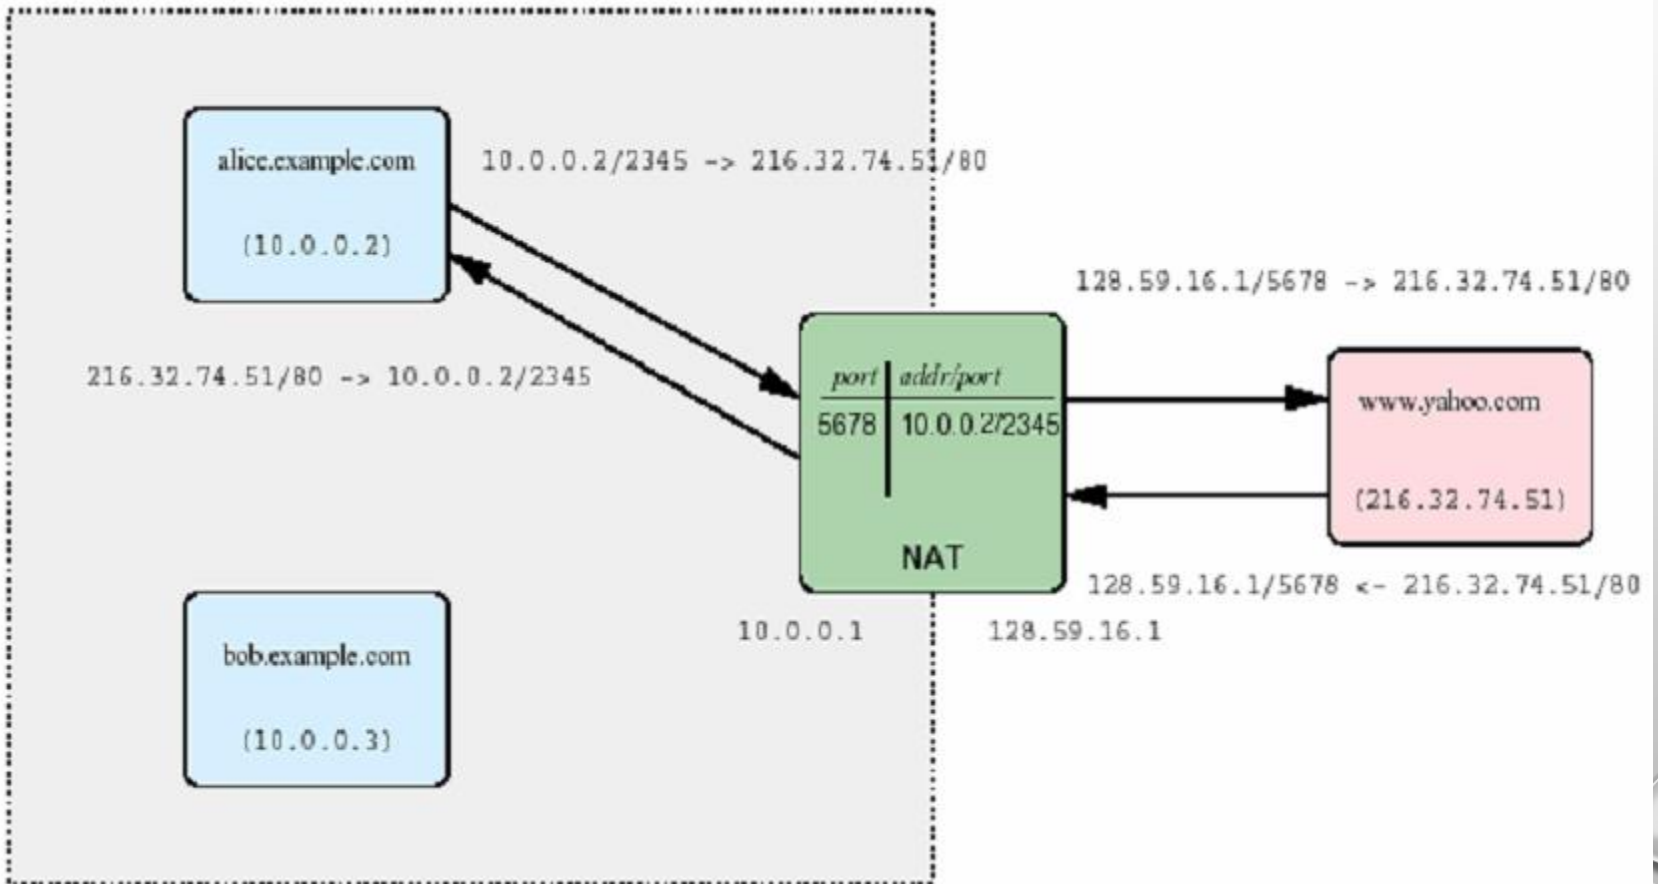 alice.example.com
(10.0.0.2)
10.0.0.2/2345 -> 216.32.74.51/80
216.32.74.51/80 -> 10.0.0.2/2345
128.59.16.1/5678 -> 216.32.74.51/80
port addr/port
5678 10.0.0.2/2345
NAT
www.yahoo.com
(216.32.74.51)
128.59.16.1/5678 <- 216.32.74.51/80
10.0.0.1
128.59.16.1
bob.example.com
(10.0.0.3)